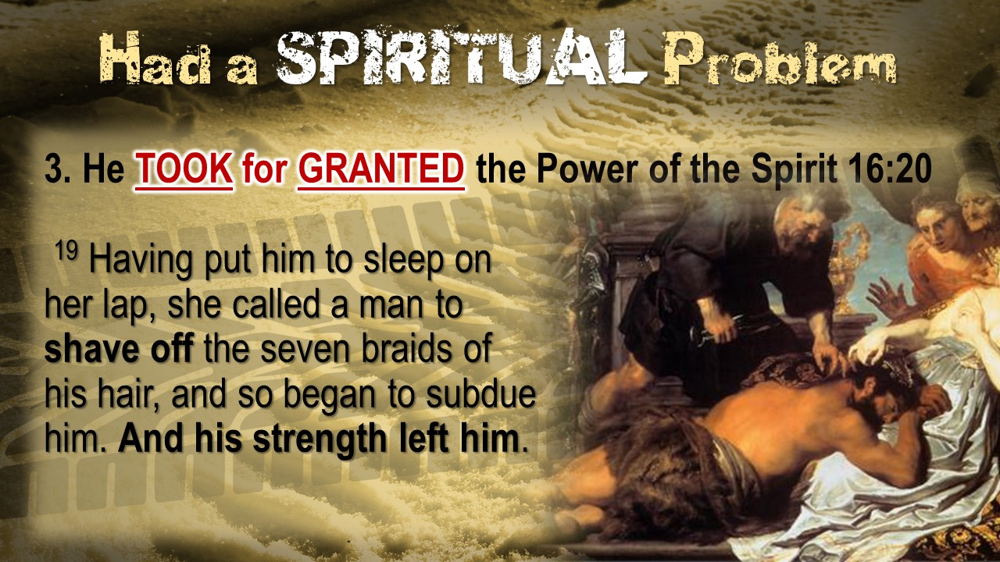 Had a SPIRITUAL Problem
3. He TOOK for GRANTED the Power of the Spirit 16:20
19 Having put him to sleep on
her lap, she called a man to
shave off the seven braids of
his hair, and so began to subdue
him. And his strength left him.